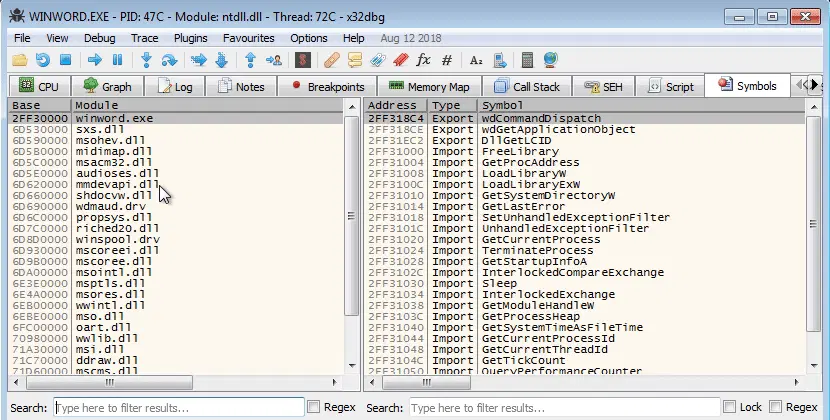 WINWORD.EXE - PID: 47C - Module: ntdll.dll - Thread: 72C - x32dbg
File View Debug Trace Plugins Favourites Options Help Aug 12 2018
CPU Graph Log Notes Breakpoints Memory Map Call Stack SEH Script Symbols
Base Module
2FF30000 winword.exe
6D530000 sxs.dll
6D590000 msohev.dll
6D5B0000 midimap.dll
6D5C0000 msacm32.dll
6D5E0000 audioses.dll
6D620000 mmdevapi.dll
6D660000 shdocvw.dll
6D690000 wdmaud.drv
6D6C0000 propsys.dll
6D7C0000 riched20.dll
6D8D0000 winspool.drv
6D930000 mscoreei.dll
6D9B0000 mscoree.dll
6DA00000 msointl.dll
6E3E0000 msptls.dll
6E4A0000 msores.dll
6EB00000 wwintl.dll
6EBE0000 mso.dll
6FC00000 oart.dll
70980000 wwlib.dll
71A30000 msi.dll
71C70000 ddraw.dll
71D60000 mscms.dll
Address Type Symbol
2FF318C4 Export wdCommandDispatch
2FF318CE Export wdGetApplicationObject
2FF31EC2 Export DllGetLCID
2FF31000 Import FreeLibrary
2FF31004 Import GetProcAddress
2FF31008 Import LoadLibraryW
2FF3100C Import LoadLibraryExW
2FF31010 Import GetSystemDirectoryW
2FF31014 Import GetLastError
2FF31018 Import SetUnhandledExceptionFilter
2FF3101C Import UnhandledExceptionFilter
2FF31020 Import GetCurrentProcess
2FF31024 Import TerminateProcess
2FF31028 Import GetStartupInfoA
2FF3102C Import InterlockedCompareExchange
2FF31030 Import Sleep
2FF31034 Import InterlockedExchange
2FF31038 Import GetModuleHandleW
2FF3103C Import GetProcessHeap
2FF31040 Import GetSystemTimeAsFileTime
2FF31044 Import GetCurrentProcessId
2FF31048 Import GetCurrentThreadId
2FF3104C Import GetTickCount
2FF31050 Import QueryPerformanceCounter
Search: Type here to filter results... Regex Search: Type here to filter results... Lock Regex